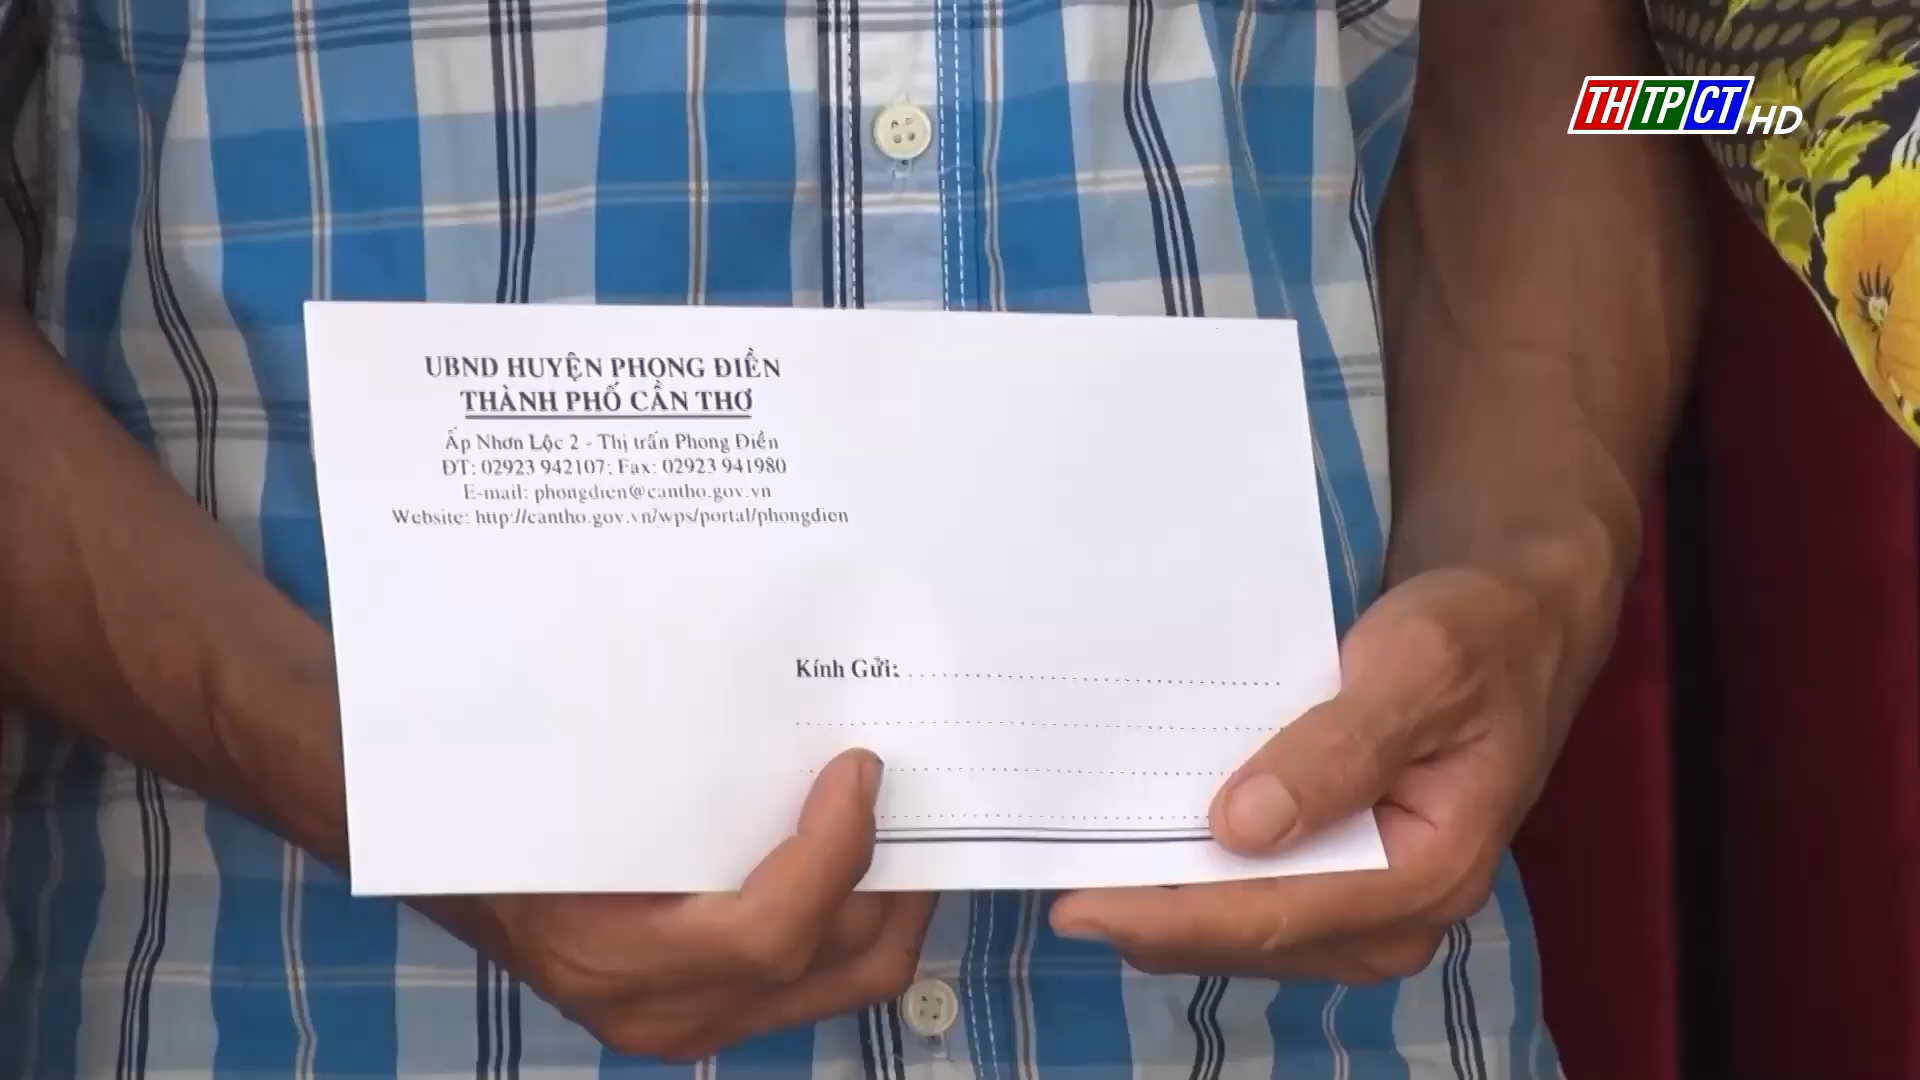 THTPCT HD
UBND HUYỆN PHONG ĐIỀN
THÀNH PHỐ CẦN THƠ
Ấp Nhơn Lộc 2 - Thị trấn Phong Điền
ĐT: 02923 942107; Fax: 02923 941980
E-mail: phongdien@cantho.gov.vn
Website: http://cantho.gov.vn/wps/portal/phongdien
Kính Gửi: